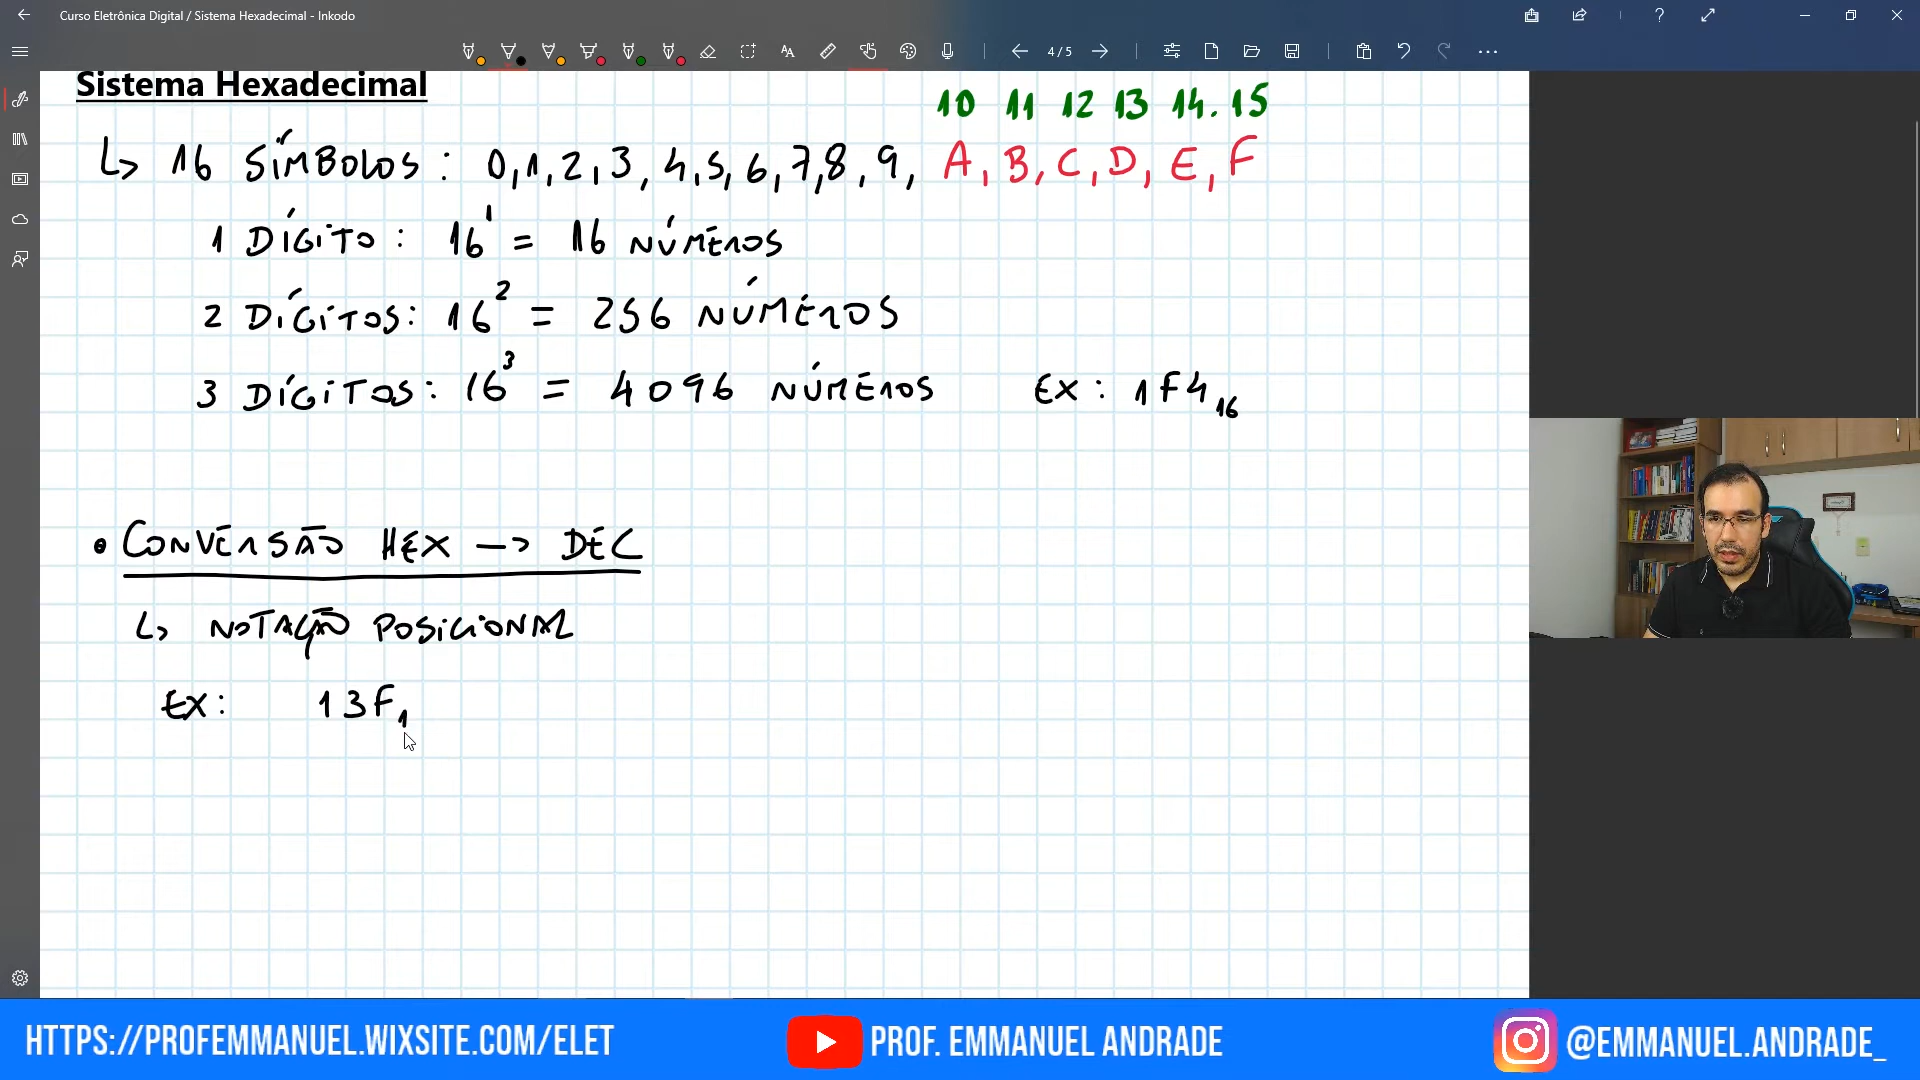 Curso Eletrônica Digital / Sistema Hexadecimal - Inkodo
4/5
Sistema Hexadecimal
10 11 12 13 14. 15
↳ 16 SÍMBOLOS: 0,1,2,3,4,5,6,7,8,9, A,B,C,D,E,F
1 DÍGITO: 16¹ = 16 NÚMEROS
2 DÍGITOS: 16² = 256 NÚMEROS
3 DÍGITOS: 16³ = 4096 NÚMEROS EX: 1F4₁₆
• CONVERSÃO HEX → DEC
↳ NOTAÇÃO POSICIONAL
EX: 13F₁
HTTPS://PROFEMMANUEL.WIXSITE.COM/ELET PROF. EMMANUEL ANDRADE @EMMANUEL.ANDRADE_